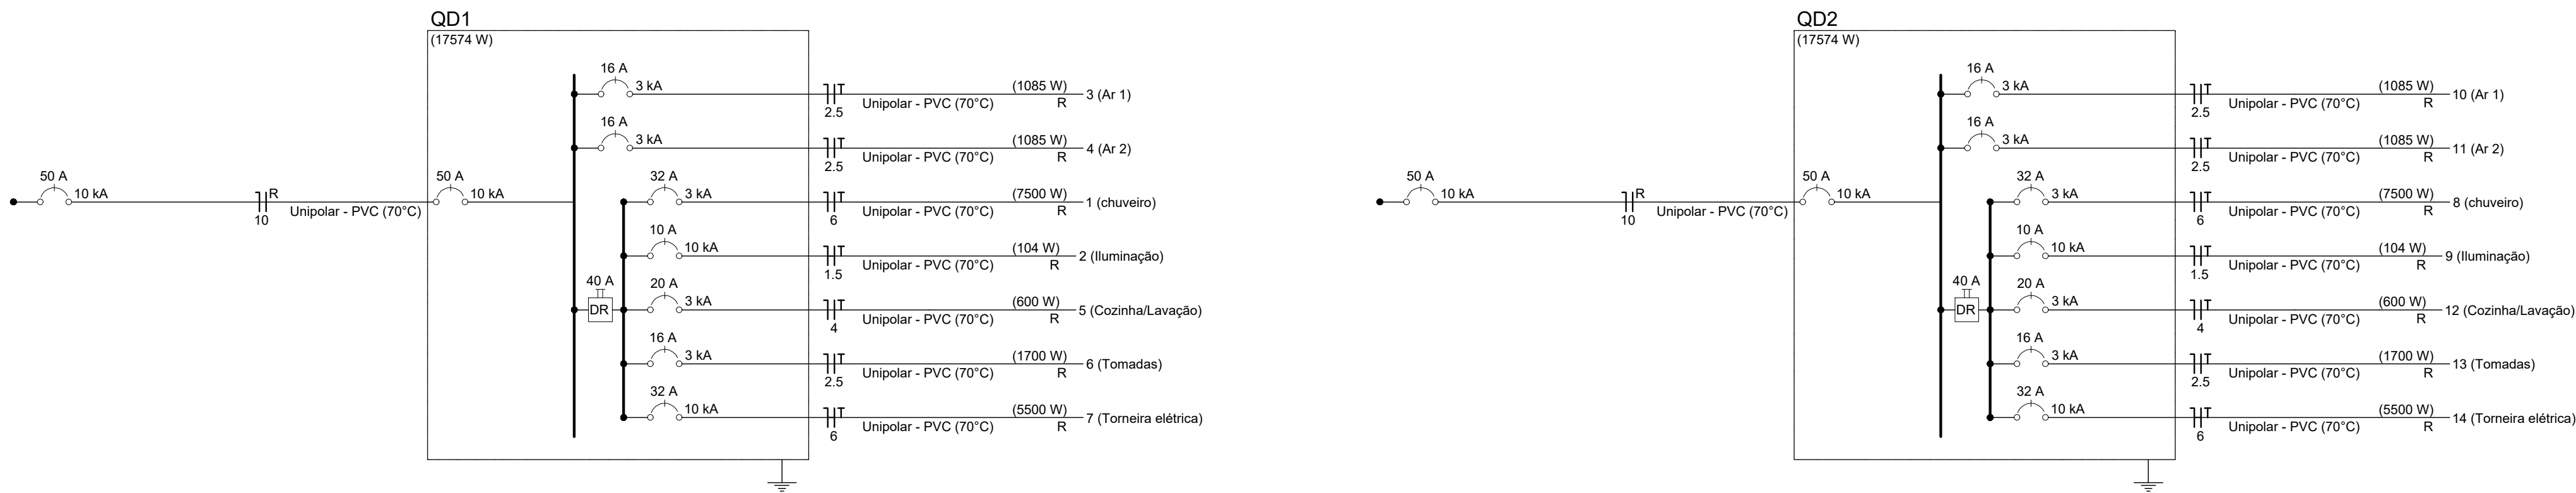 QD1
(17574 W)
50 A
10 kA
R
10
Unipolar - PVC (70°C)
50 A
10 kA
16 A
3 kA
T
2.5
Unipolar - PVC (70°C)
(1085 W)
R
3 (Ar 1)
16 A
3 kA
T
2.5
Unipolar - PVC (70°C)
(1085 W)
R
4 (Ar 2)
40 A
DR
32 A
3 kA
T
6
Unipolar - PVC (70°C)
(7500 W)
R
1 (chuveiro)
10 A
10 kA
T
1.5
Unipolar - PVC (70°C)
(104 W)
R
2 (Iluminação)
20 A
3 kA
T
4
Unipolar - PVC (70°C)
(600 W)
R
5 (Cozinha/Lavação)
16 A
3 kA
T
2.5
Unipolar - PVC (70°C)
(1700 W)
R
6 (Tomadas)
32 A
10 kA
T
6
Unipolar - PVC (70°C)
(5500 W)
R
7 (Torneira elétrica)
QD2
(17574 W)
50 A
10 kA
R
10
Unipolar - PVC (70°C)
50 A
10 kA
16 A
3 kA
T
2.5
Unipolar - PVC (70°C)
(1085 W)
R
10 (Ar 1)
16 A
3 kA
T
2.5
Unipolar - PVC (70°C)
(1085 W)
R
11 (Ar 2)
40 A
DR
32 A
3 kA
T
6
Unipolar - PVC (70°C)
(7500 W)
R
8 (chuveiro)
10 A
10 kA
T
1.5
Unipolar - PVC (70°C)
(104 W)
R
9 (Iluminação)
20 A
3 kA
T
4
Unipolar - PVC (70°C)
(600 W)
R
12 (Cozinha/Lavação)
16 A
3 kA
T
2.5
Unipolar - PVC (70°C)
(1700 W)
R
13 (Tomadas)
32 A
10 kA
T
6
Unipolar - PVC (70°C)
(5500 W)
R
14 (Torneira elétrica)